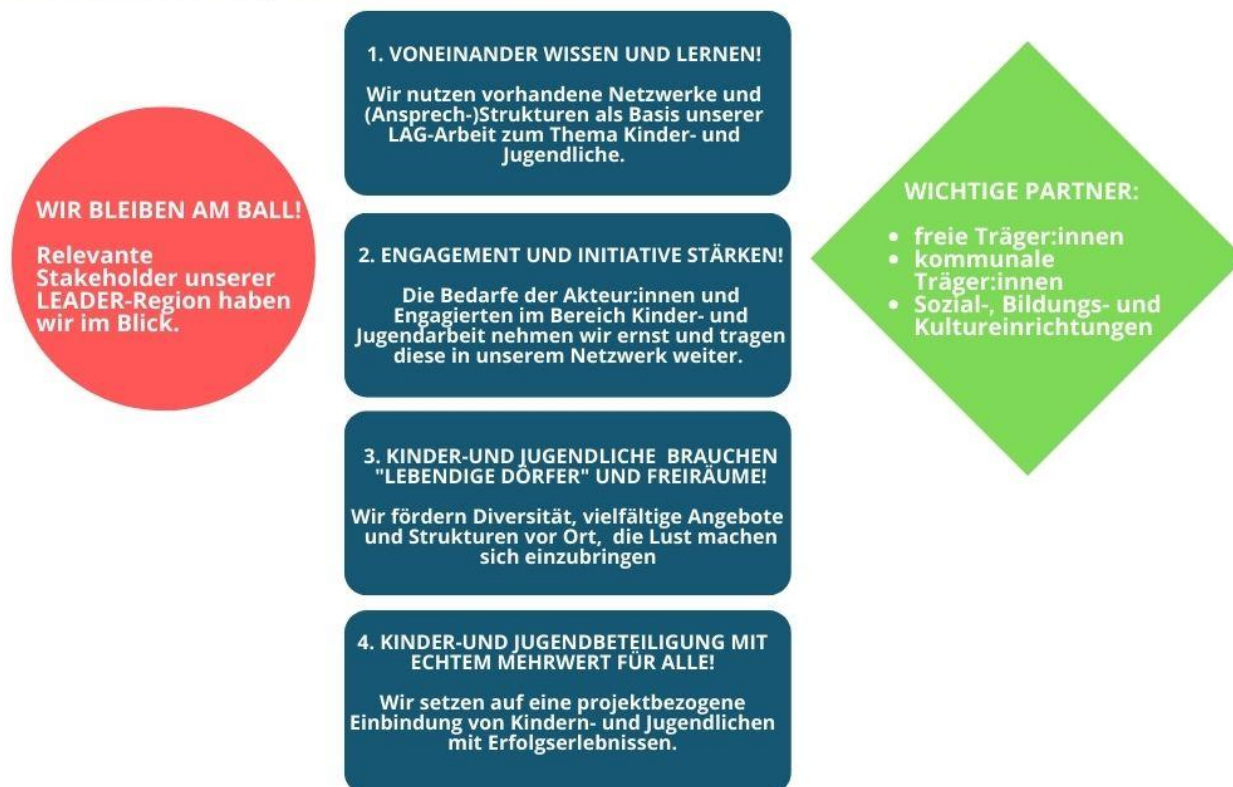 WIR BLEIBEN AM BALL!
Relevante
Stakeholder unserer
LEADER-Region haben
wir im Blick.
1. VONEINANDER WISSEN UND LERNEN!
Wir nutzen vorhandene Netzwerke und
(Ansprech-)Strukturen als Basis unserer
LAG-Arbeit zum Thema Kinder- und
Jugendliche.
2. ENGAGEMENT UND INITIATIVE STÄRKEN!
Die Bedarfe der Akteur:innen und
Engagierten im Bereich Kinder- und
Jugendarbeit nehmen wir ernst und tragen
diese in unserem Netzwerk weiter.
3. KINDER-UND JUGENDLICHE BRAUCHEN
"LEBENDIGE DÖRFER" UND FREIRÄUME!
Wir fördern Diversität, vielfältige Angebote
und Strukturen vor Ort, die Lust machen
sich einzubringen
4. KINDER-UND JUGENDBETEILIGUNG MIT
ECHTEM MEHRWERT FÜR ALLE!
Wir setzen auf eine projektbezogene
Einbindung von Kindern- und Jugendlichen
mit Erfolgserlebnissen.
WICHTIGE PARTNER:
• freie Träger:innen
• kommunale
Träger:innen
• Sozial-, Bildungs- und
Kultureinrichtungen